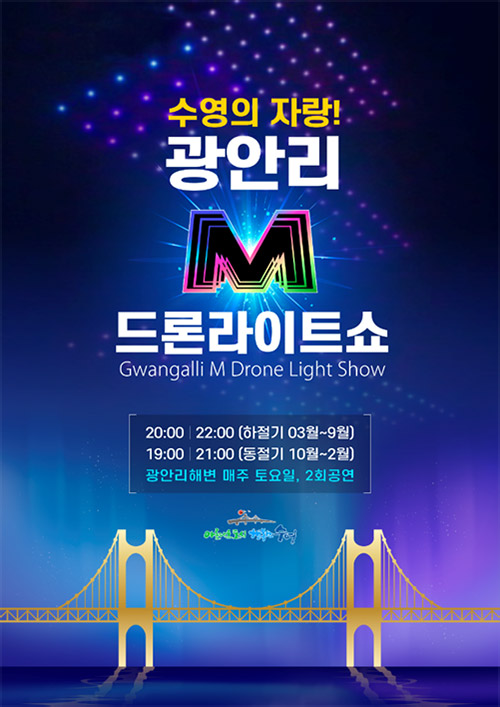 수영의 자랑!
광안리
M
드론라이트쇼
Gwangalli M Drone Light Show
20:00 | 22:00 (하절기 03월~9월)
19:00 | 21:00 (동절기 10월~2월)
광안리해변 매주 토요일, 2회공연
수영